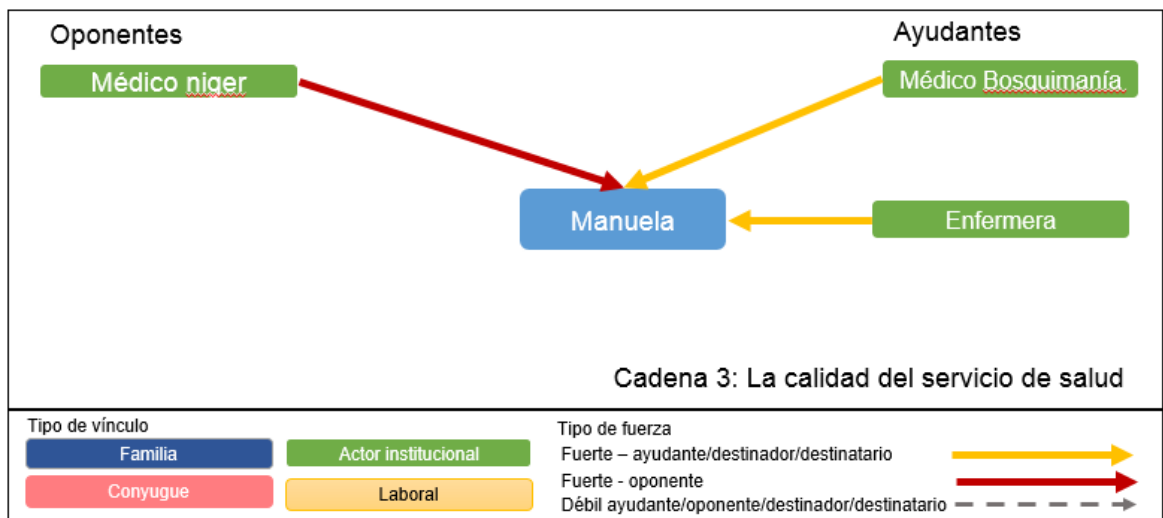 Oponentes
Ayudantes
Médico niger
Médico Bosquimanía
Manuela
Enfermera
Cadena 3: La calidad del servicio de salud
Tipo de vínculo
Familia
Actor institucional
Conyugue
Laboral
Tipo de fuerza
Fuerte – ayudante/destinador/destinatario
Fuerte - oponente
Débil ayudante/oponente/destinador/destinatario